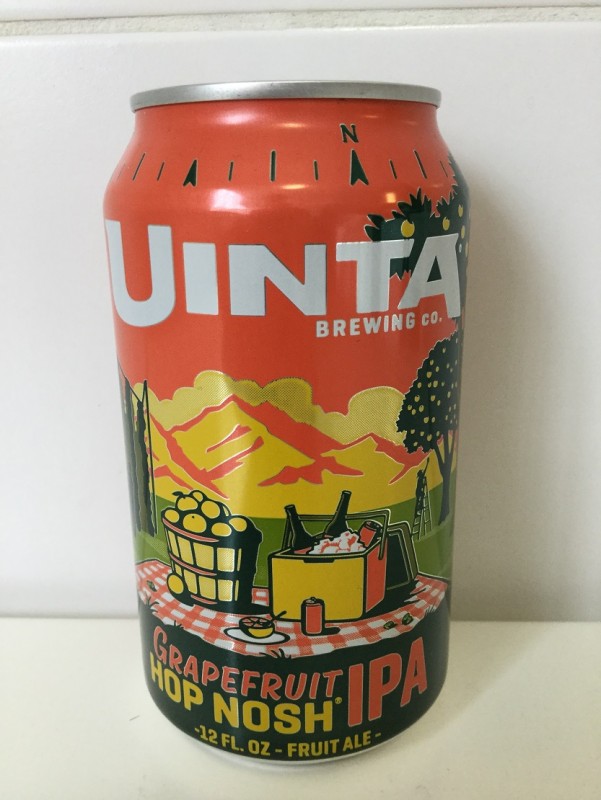 N
UINTA
BREWING CO.
GRAPEFRUIT
HOP NOSH® IPA
-12 FL. OZ - FRUIT ALE -